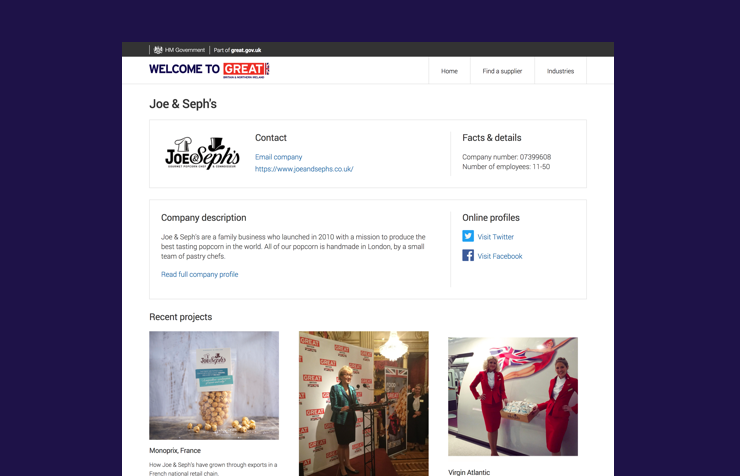 HM Government
Part of great.gov.uk
WELCOME TO GREAT
BRITAIN & NORTHERN IRELAND
Home
Find a supplier
Industries
Joe & Seph's
JOE & Seph's
GOURMET POPCORN
Contact
Email company
https://www.joeandsephs.co.uk/
Facts & details
Company number: 07399608
Number of employees: 11-50
Company description
Joe & Seph's are a family business who launched in 2010 with a mission to produce the
best tasting popcorn in the world. All of our popcorn is handmade in London, by a small
team of pastry chefs.
Read full company profile
Online profiles
Visit Twitter
Visit Facebook
Recent projects
JOE & Seph's
GREAT
GREAT
GREAT
GREAT
Monoprix, France
How Joe & Seph's have grown through exports in a
French national retail chain.
Virgin Atlantic